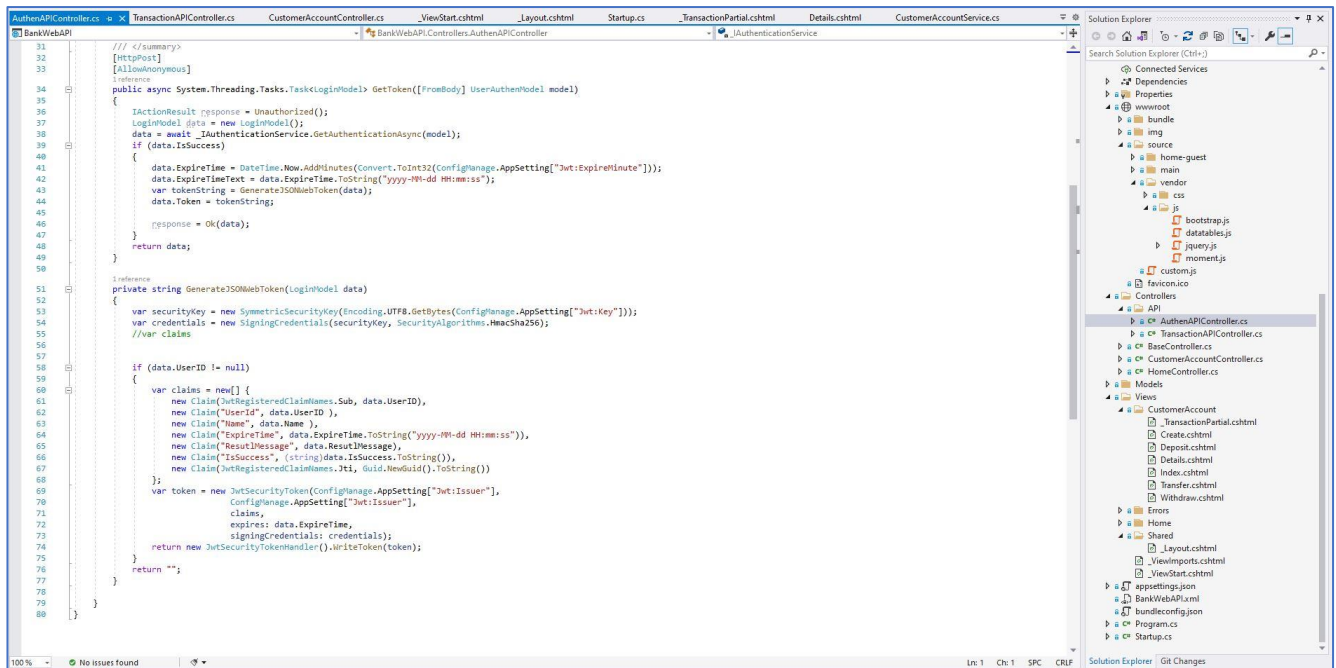 AuthenAPIController.cs TransactionAPIController.cs CustomerAccountController.cs _ViewStart.cshtml _Layout.cshtml Startup.cs _TransactionPartial.cshtml Details.cshtml CustomerAccountService.cs
BankWebAPI BankWebAPI.Controllers.AuthenAPIController _IAuthenticationService
31 /// </summary>
32 [HttpPost]
33 [AllowAnonymous]
1 reference
34 public async System.Threading.Tasks.Task<LoginModel> GetToken([FromBody] UserAuthenModel model)
35 {
36 IActionResult response = Unauthorized();
37 LoginModel data = new LoginModel();
38 data = await _IAuthenticationService.GetAuthenticationAsync(model);
39 if (data.IsSuccess)
40 {
41 data.ExpireTime = DateTime.Now.AddMinutes(Convert.ToInt32(ConfigManage.AppSetting["Jwt:ExpireMinute"]));
42 data.ExpireTimeText = data.ExpireTime.ToString("yyyy-MM-dd HH:mm:ss");
43 var tokenString = GenerateJSONWebToken(data);
44 data.Token = tokenString;
45
46 response = Ok(data);
47 }
48 return data;
49 }
50
1 reference
51 private string GenerateJSONWebToken(LoginModel data)
52 {
53 var securityKey = new SymmetricSecurityKey(Encoding.UTF8.GetBytes(ConfigManage.AppSetting["Jwt:Key"]));
54 var credentials = new SigningCredentials(securityKey, SecurityAlgorithms.HmacSha256);
55 //var claims
56
57
58 if (data.UserID != null)
59 {
60 var claims = new[] {
61 new Claim(JwtRegisteredClaimNames.Sub, data.UserID),
62 new Claim("UserId", data.UserID ),
63 new Claim("Name", data.Name ),
64 new Claim("ExpireTime", data.ExpireTime.ToString("yyyy-MM-dd HH:mm:ss")),
65 new Claim("ResutlMessage", data.ResutlMessage),
66 new Claim("IsSuccess", (string)data.IsSuccess.ToString()),
67 new Claim(JwtRegisteredClaimNames.Jti, Guid.NewGuid().ToString())
68 };
69 var token = new JwtSecurityToken(ConfigManage.AppSetting["Jwt:Issuer"],
70 ConfigManage.AppSetting["Jwt:Issuer"],
71 claims,
72 expires: data.ExpireTime,
73 signingCredentials: credentials);
74 return new JwtSecurityTokenHandler().WriteToken(token);
75 }
76 return "";
77 }
78
79 }
80 }
100 % No issues found Ln: 1 Ch: 1 SPC CRLF
Solution Explorer
Search Solution Explorer (Ctrl+;)
Connected Services
Dependencies
Properties
wwwroot
bundle
img
source
home-guest
main
vendor
css
js
bootstrap.js
datatables.js
jquery.js
moment.js
custom.js
favicon.ico
Controllers
API
C# AuthenAPIController.cs
C# TransactionAPIController.cs
C# BaseController.cs
C# CustomerAccountController.cs
C# HomeController.cs
Models
Views
CustomerAccount
_TransactionPartial.cshtml
Create.cshtml
Deposit.cshtml
Details.cshtml
Index.cshtml
Transfer.cshtml
Withdraw.cshtml
Errors
Home
Shared
_Layout.cshtml
_ViewImports.cshtml
_ViewStart.cshtml
appsettings.json
BankWebAPI.xml
bundleconfig.json
C# Program.cs
C# Startup.cs
Solution Explorer Git Changes